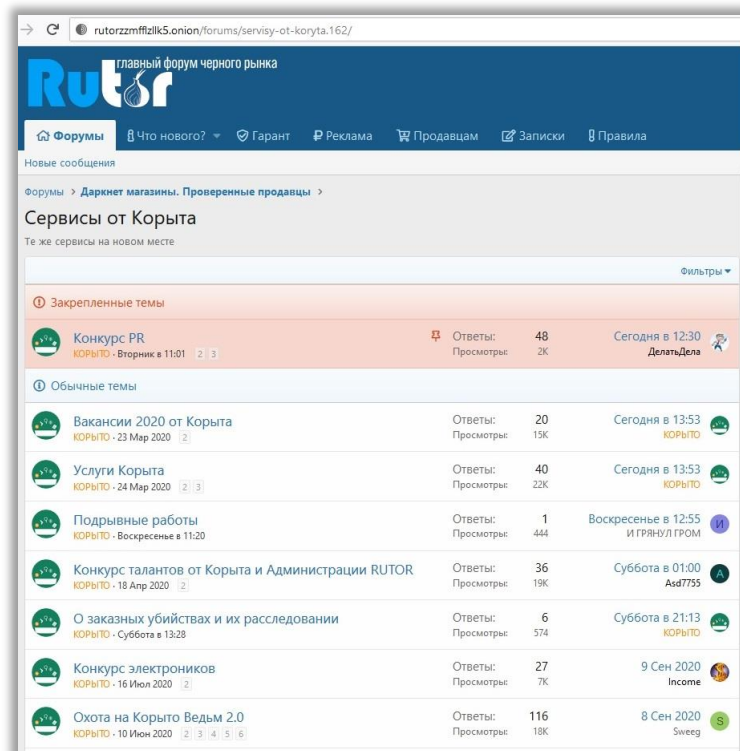 rutorzzmfflzllk5.onion/forums/servisy-ot-koryta.162/
главный форум черного рынка
Rutor
Форумы Что нового? Гарант Реклама Продавцам Записки Правила
Новые сообщения
Форумы > Даркнет магазины. Проверенные продавцы >
Сервисы от Корыта
Те же сервисы на новом месте
Фильтры
Закрепленные темы
Конкурс PR Ответы: 48 Сегодня в 12:30
КОРЫТО · Вторник в 11:01 2 3 Просмотры: 2K ДелатьДела
Обычные темы
Вакансии 2020 от Корыта Ответы: 20 Сегодня в 13:53
КОРЫТО · 23 Мар 2020 2 Просмотры: 15K КОРЫТО
Услуги Корыта Ответы: 40 Сегодня в 13:53
КОРЫТО · 24 Мар 2020 2 3 Просмотры: 22K КОРЫТО
Подрывные работы Ответы: 1 Воскресенье в 12:55 И
КОРЫТО · Воскресенье в 11:20 Просмотры: 444 И ГРЯНУЛ ГРОМ
Конкурс талантов от Корыта и Администрации RUTOR Ответы: 36 Суббота в 01:00 A
КОРЫТО · 18 Апр 2020 2 Просмотры: 19K Asd7755
О заказных убийствах и их расследовании Ответы: 6 Суббота в 21:13
КОРЫТО · Суббота в 13:28 Просмотры: 574 КОРЫТО
Конкурс электроников Ответы: 27 9 Сен 2020
КОРЫТО · 16 Июл 2020 2 Просмотры: 7K Income
Охота на Корыто Ведьм 2.0 Ответы: 116 8 Сен 2020 S
КОРЫТО · 10 Июн 2020 2 3 4 5 6 Просмотры: 18K Sweeg